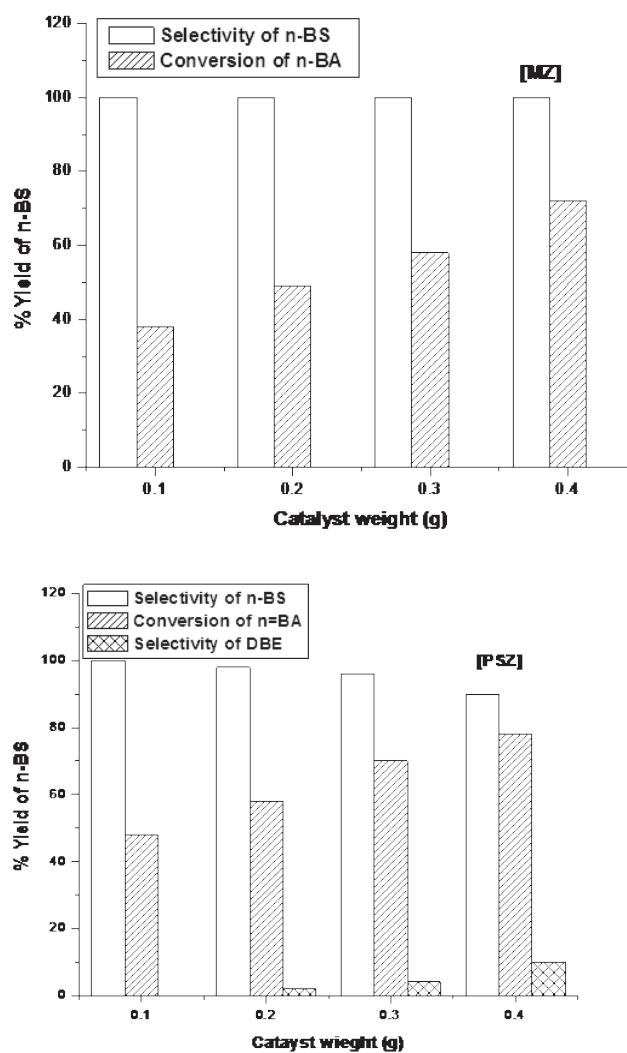 120
100
80
60
40
20
0
% Yield of n-BS
Selectivity of n-BS
Conversion of n-BA
[MZ]
0.1 0.2 0.3 0.4
Catalyst weight (g)
120
100
80
60
40
20
0
% Yield of n-BS
Selectivity of n-BS
Conversion of n=BA
Selectivity of DBE
[PSZ]
0.1 0.2 0.3 0.4
Catayst wieght (g)